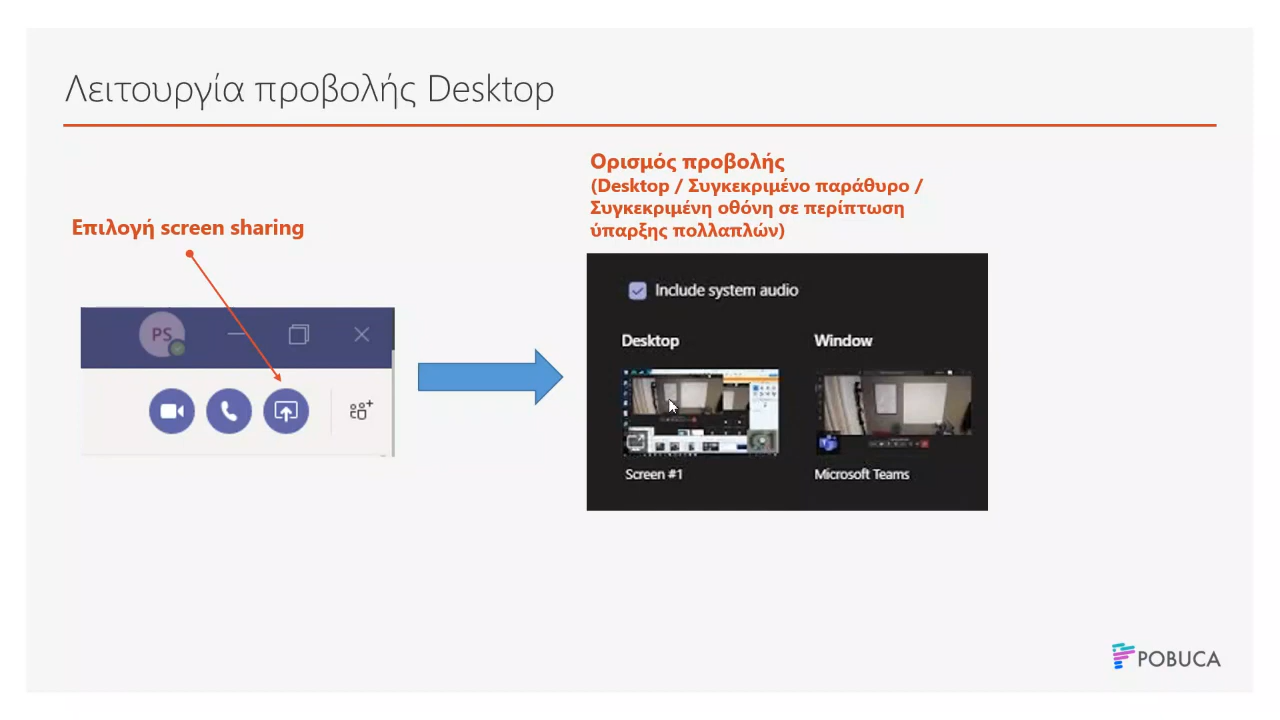 Λειτουργία προβολής Desktop
Ορισμός προβολής
(Desktop / Συγκεκριμένο παράθυρο /
Συγκεκριμένη οθόνη σε περίπτωση
ύπαρξης πολλαπλών)
Επιλογή screen sharing
PS
Include system audio
Desktop
Window
Screen #1
Microsoft Teams
POBUCA